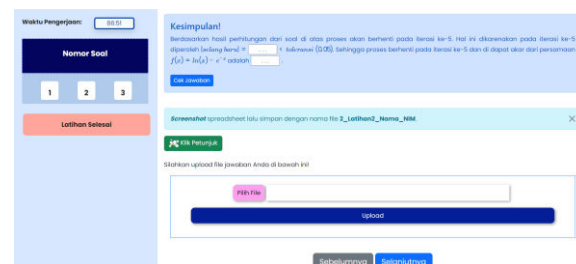 Waktu Pengerjaan: 88:51
Nomor Soal
1 2 3
Latihan Selesai
Kesimpulan!
Berdasarkan hasil perhitungan dari soal di atas proses akan berhenti pada iterasi ke-5. Hal ini dikarenakan pada iterasi ke-5
diperoleh |selang baru| = .... < toleransi (0.05). Sehingga proses berhenti pada iterasi ke-5 dan di dapat akar dari persamaan
f(x) = ln(x) − e⁻ˣ adalah .... .
Cek Jawaban
Screenshot spreadsheet lalu simpan dengan nama file 2_Latihan2_Nama_NIM.
Klik Petunjuk
Silahkan upload file jawaban Anda di bawah ini!
Pilih File
Upload
Sebelumnya Selanjutnya